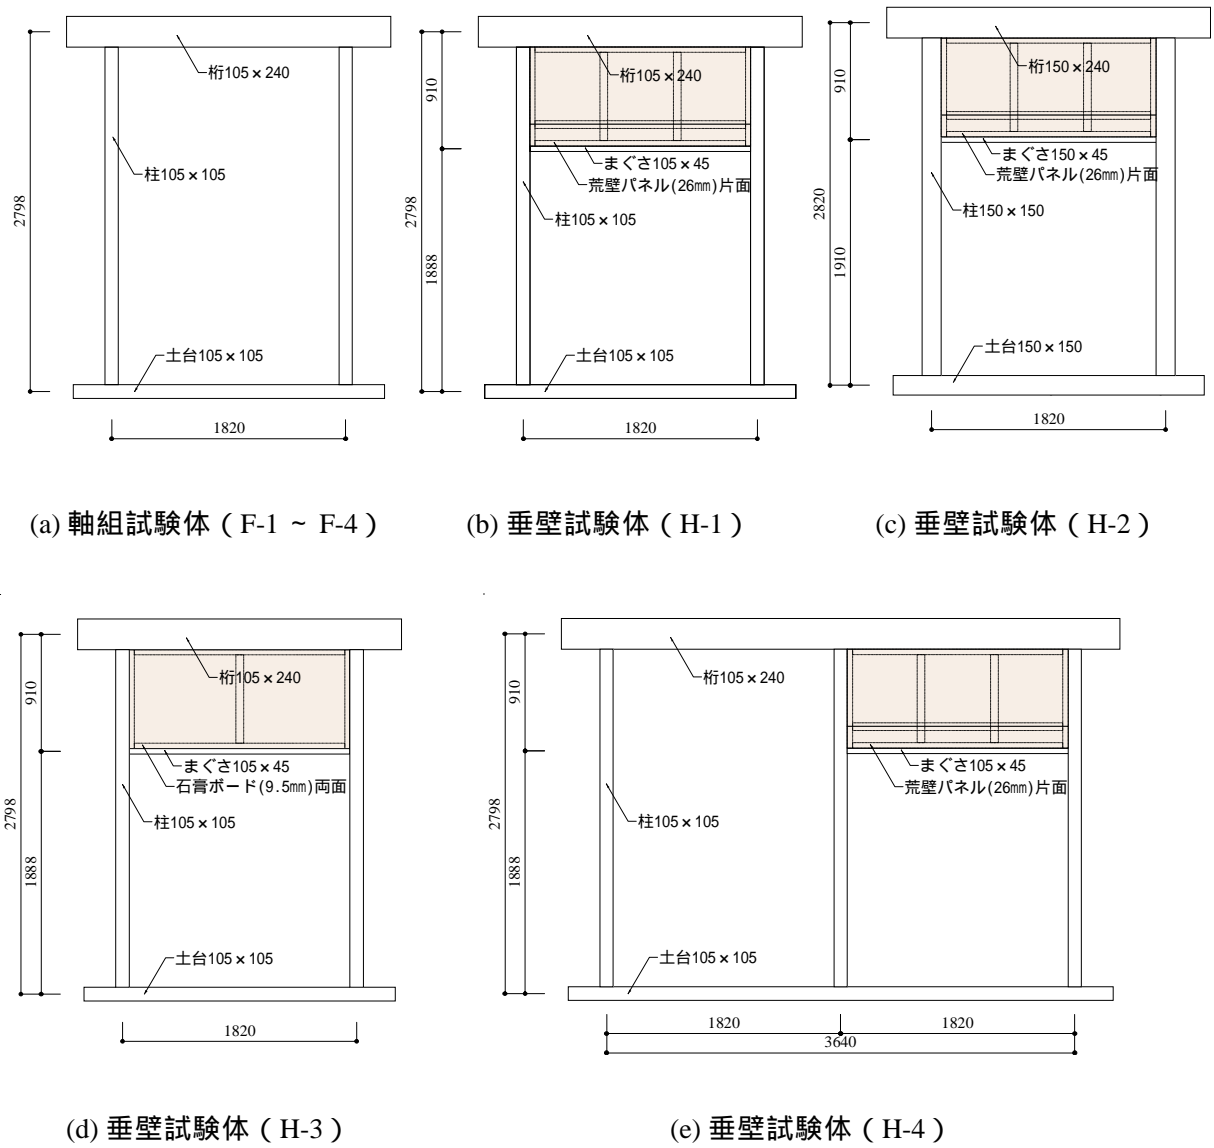 桁105×240
柱105×105
2798
土台105×105
1820
(a) 軸組試験体（F-1 ～ F-4）
桁105×240
910
まぐさ105×45
荒壁パネル(26㎜)片面
柱105×105
2798
1888
土台105×105
1820
(b) 垂壁試験体（H-1）
桁150×240
910
まぐさ150×45
荒壁パネル(26㎜)片面
柱150×150
2820
1910
土台150×150
1820
(c) 垂壁試験体（H-2）
桁105×240
910
まぐさ105×45
石膏ボード(9.5㎜)両面
柱105×105
2798
1888
土台105×105
1820
(d) 垂壁試験体（H-3）
桁105×240
910
まぐさ105×45
荒壁パネル(26㎜)片面
柱105×105
2798
1888
土台105×105
1820
1820
3640
(e) 垂壁試験体（H-4）